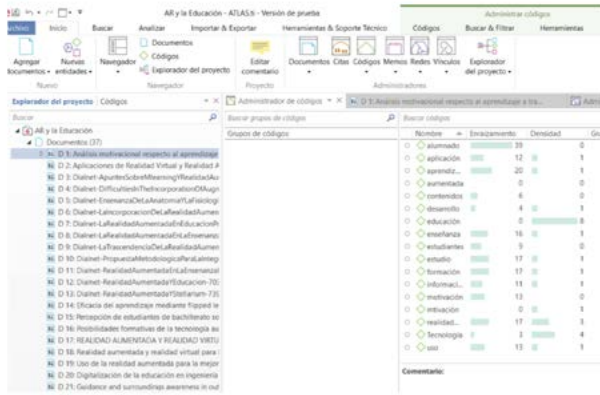 AR y la Educación - ATLAS.ti - Versión de prueba
Administrar códigos
Archivo Inicio Buscar Analizar Importar & Exportar Herramientas & Soporte Técnico Códigos Buscar & Filtrar Herramientas
Agregar documentos
Nuevas entidades
Navegador
Documentos
Códigos
Explorador del proyecto
Editar comentario
Documentos Citas Códigos Memos Redes Vínculos
Explorador del proyecto
Nuevo Navegador Proyecto Administradores
Explorador del proyecto Códigos
Administrador de códigos
D 1: Análisis motivacional respecto al aprendizaje a tra...
Buscar
Buscar grupos de códigos
Buscar códigos
AR y la Educación
Documentos (37)
D 1: Análisis motivacional respecto al aprendizaje
D 2: Aplicaciones de Realidad Virtual y Realidad A
D 3: Dialnet-ApuntesSobreMlearningYRealidadAu
D 4: Dialnet-DifficultiesInTheIncorporationOfAugn
D 5: Dialnet-EnsenanzaDeLaAnatomiaYLaFisiologi
D 6: Dialnet-LaIncorporacionDeLaRealidadAumen
D 7: Dialnet-LaRealidadAumentadaEnEducacionPr
D 8: Dialnet-LaRealidadAumentadaEnLaEnsenanz
D 9: Dialnet-LaTrascendenciaDeLaRealidadAumen
D 10: Dialnet-PropuestaMetodologicaParaLaInteg
D 11: Dialnet-RealidadAumentadaEnLaEnsenanzaI
D 12: Dialnet-RealidadAumentadaYEducacion-70
D 13: Dialnet-RealidadAumentadaYStellarium-73
D 14: Eficacia del aprendizaje mediante flipped le
D 15: Percepción de estudiantes de bachillerato so
D 16: Posibilidades formativas de la tecnología au
D 17: REALIDAD AUMENTADA Y REALIDAD VIRTU
D 18: Realidad aumentada y realidad virtual para
D 19: Uso de la realidad aumentada para la mejor
D 20: Digitalización de la educación en ingeniería
D 21: Guidance and surroundings awareness in out
Grupos de códigos
Nombre Enraizamiento Densidad
alumnado 39 0
aplicación 12 1
aprendiz... 20 1
aumentada 0 0
contenidos 6 0
desarrollo 4 1
educación 0 8
enseñanza 16 1
estudiantes 9 0
estudio 17 1
formación 17 1
informaci... 11 1
motivación 13 0
mtivación 0 1
realidad... 17 3
Tecnología 3 4
uso 13 1
Comentario: